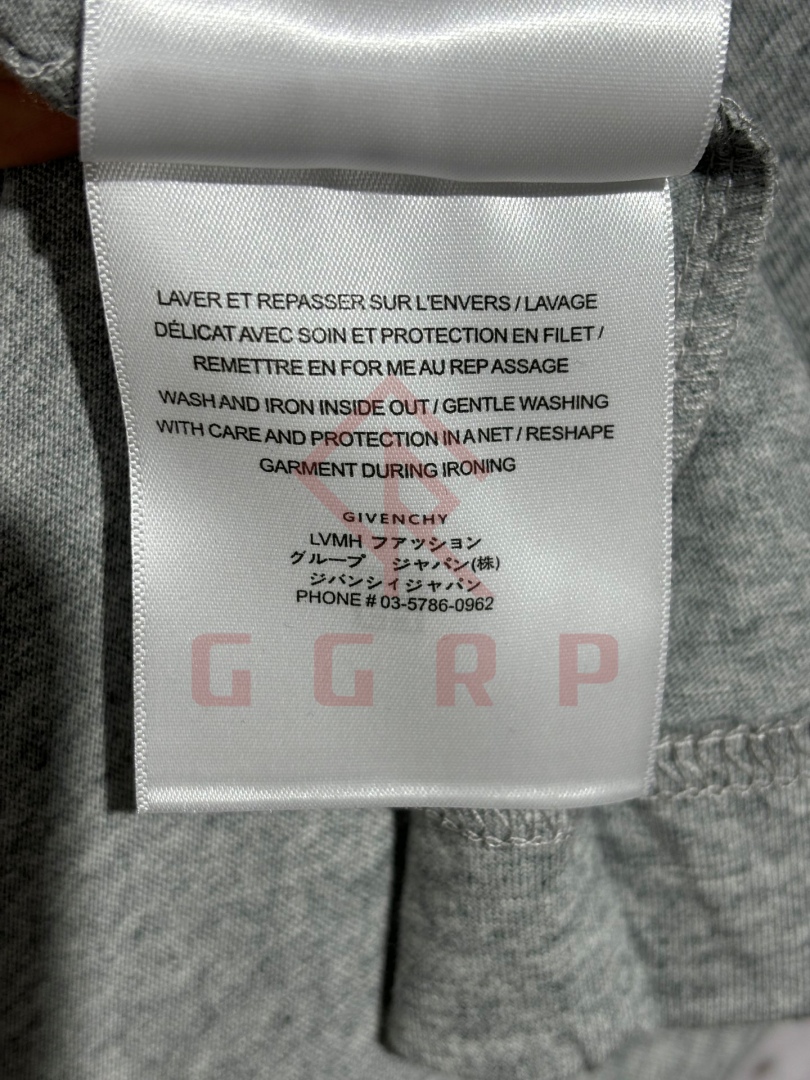 LAVER ET REPASSER SUR L'ENVERS / LAVAGE
DÉLICAT AVEC SOIN ET PROTECTION EN FILET /
REMETTRE EN FOR ME AU REP ASSAGE
WASH AND IRON INSIDE OUT / GENTLE WASHING
WITH CARE AND PROTECTION IN A NET / RESHAPE
GARMENT DURING IRONING
GIVENCHY
LVMH ファッション
グループ ジャパン(株)
ジバンシィジャパン
PHONE # 03-5786-0962
GGRP